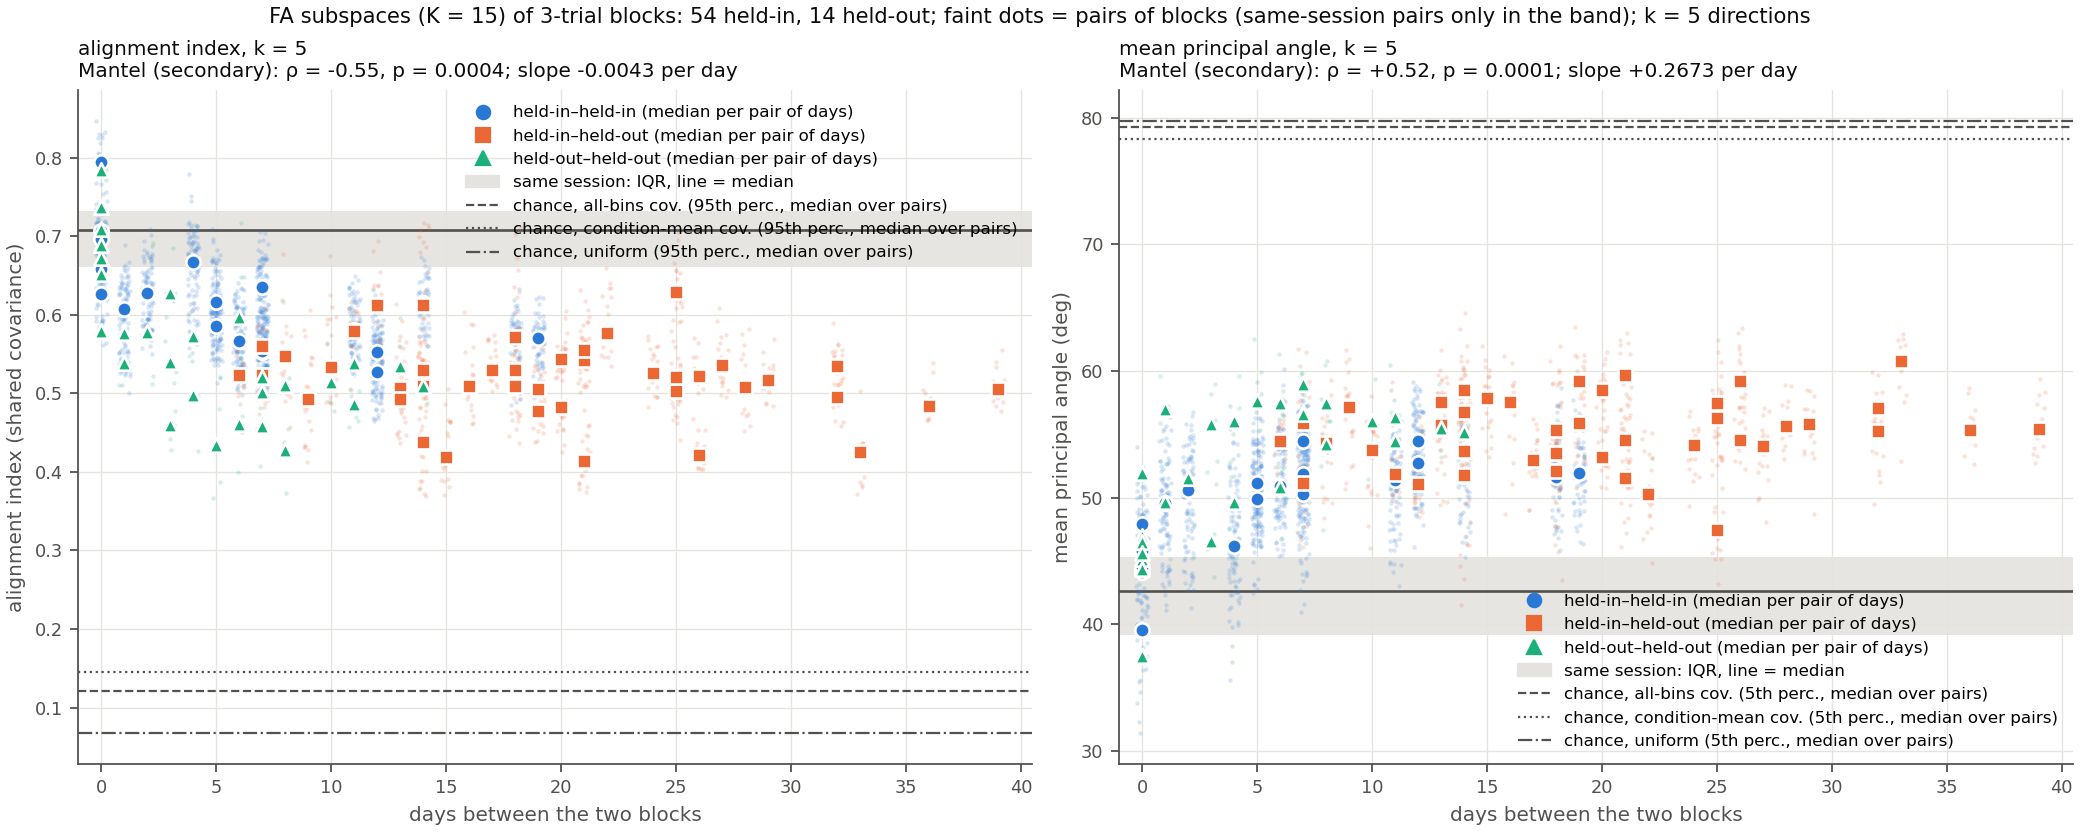 FA subspaces (K = 15) of 3-trial blocks: 54 held-in, 14 held-out; faint dots = pairs of blocks (same-session pairs only in the band); k = 5 directions
alignment index, k = 5
Mantel (secondary): ρ = -0.55, p = 0.0004; slope -0.0043 per day
held-in–held-in (median per pair of days)
held-in–held-out (median per pair of days)
held-out–held-out (median per pair of days)
same session: IQR, line = median
chance, all-bins cov. (95th perc., median over pairs)
chance, condition-mean cov. (95th perc., median over pairs)
chance, uniform (95th perc., median over pairs)
alignment index (shared covariance)
0.8
0.7
0.6
0.5
0.4
0.3
0.2
0.1
0 5 10 15 20 25 30 35 40
days between the two blocks
mean principal angle, k = 5
Mantel (secondary): ρ = +0.52, p = 0.0001; slope +0.2673 per day
mean principal angle (deg)
80
70
60
50
40
30
held-in–held-in (median per pair of days)
held-in–held-out (median per pair of days)
held-out–held-out (median per pair of days)
same session: IQR, line = median
chance, all-bins cov. (5th perc., median over pairs)
chance, condition-mean cov. (5th perc., median over pairs)
chance, uniform (5th perc., median over pairs)
0 5 10 15 20 25 30 35 40
days between the two blocks